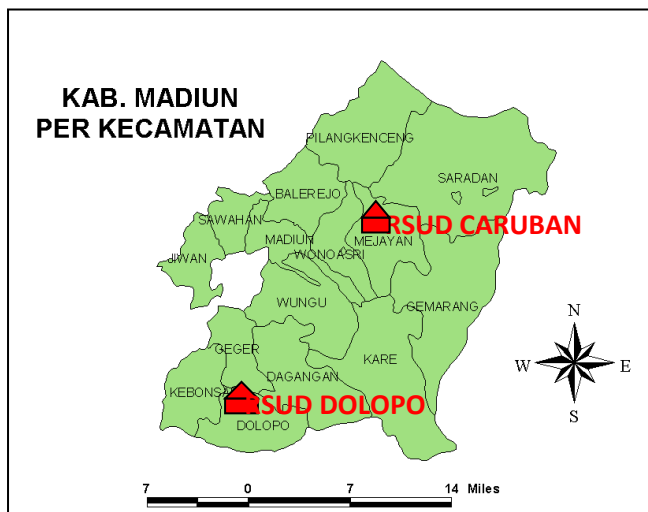 KAB. MADIUN
PER KECAMATAN
PILANGKENCENG
SARADAN
BALEREJO
SAWAHAN
RSUD CARUBAN
MADIUN
MEJAYAN
WONOASRI
JIWAN
WUNGU
GEMARANG
N
GEGER
KARE
W
E
DAGANGAN
KEBONSA
S
RSUD DOLOPO
DOLOPO
7 0 7 14 Miles